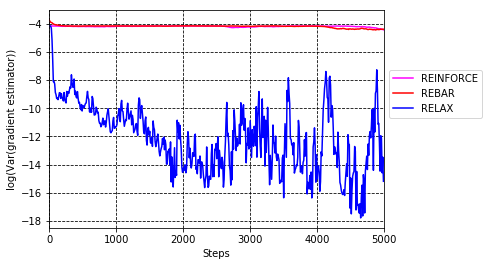 −4
−6
−8
−10
−12
−14
−16
−18
log(Var(gradient estimator))
0
1000
2000
3000
4000
5000
Steps
REINFORCE
REBAR
RELAX